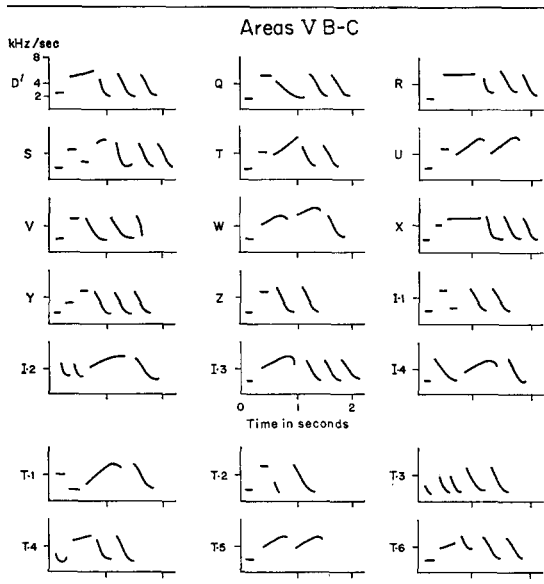 Areas V B-C
kHz/sec
8
D' 4
2
Q
R
S
T
U
V
W
X
Y
Z
I-1
I-2
I-3
I-4
0 1 2
Time in seconds
T-1
T-2
T-3
T-4
T-5
T-6